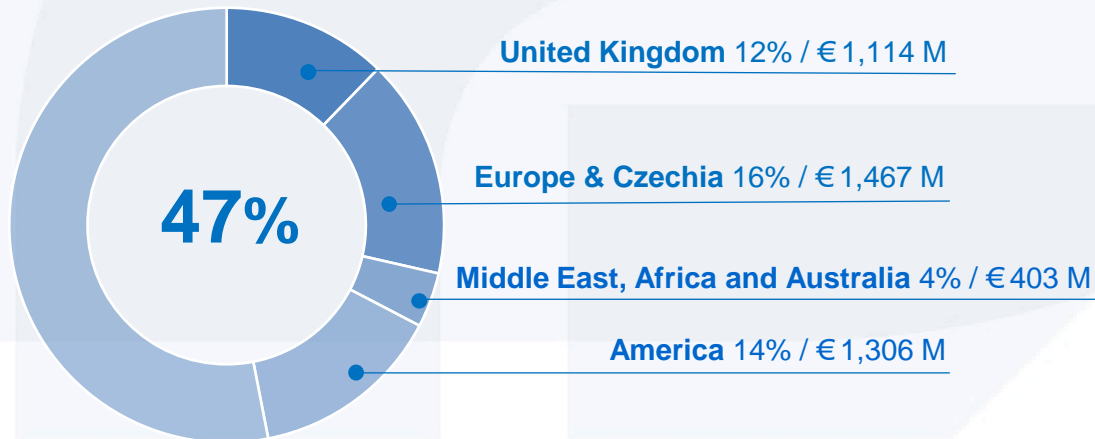 United Kingdom 12% / € 1,114 M
Europe & Czechia 16% / € 1,467 M
47%
Middle East, Africa and Australia 4% / € 403 M
America 14% / € 1,306 M